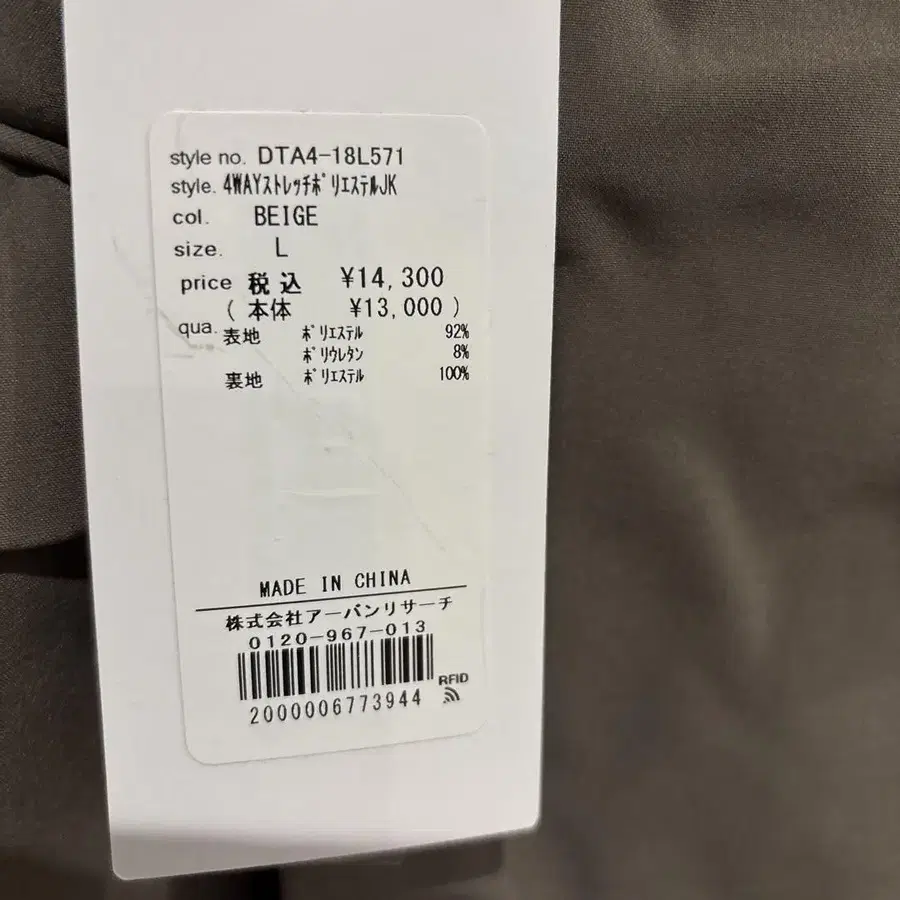 style no. DTA4-18L571
style. 4WAYｽﾄﾚｯﾁﾎﾟﾘｴｽﾃﾙJK
col. BEIGE
size. L
price 税込 ¥14,300
( 本体 ¥13,000 )
qua. 表地 ﾎﾟﾘｴｽﾃﾙ 92%
ﾎﾟﾘｳﾚﾀﾝ 8%
裏地 ﾎﾟﾘｴｽﾃﾙ 100%
MADE IN CHINA
株式会社アーバンリサーチ
0120-967-013
RFID
2000006773944